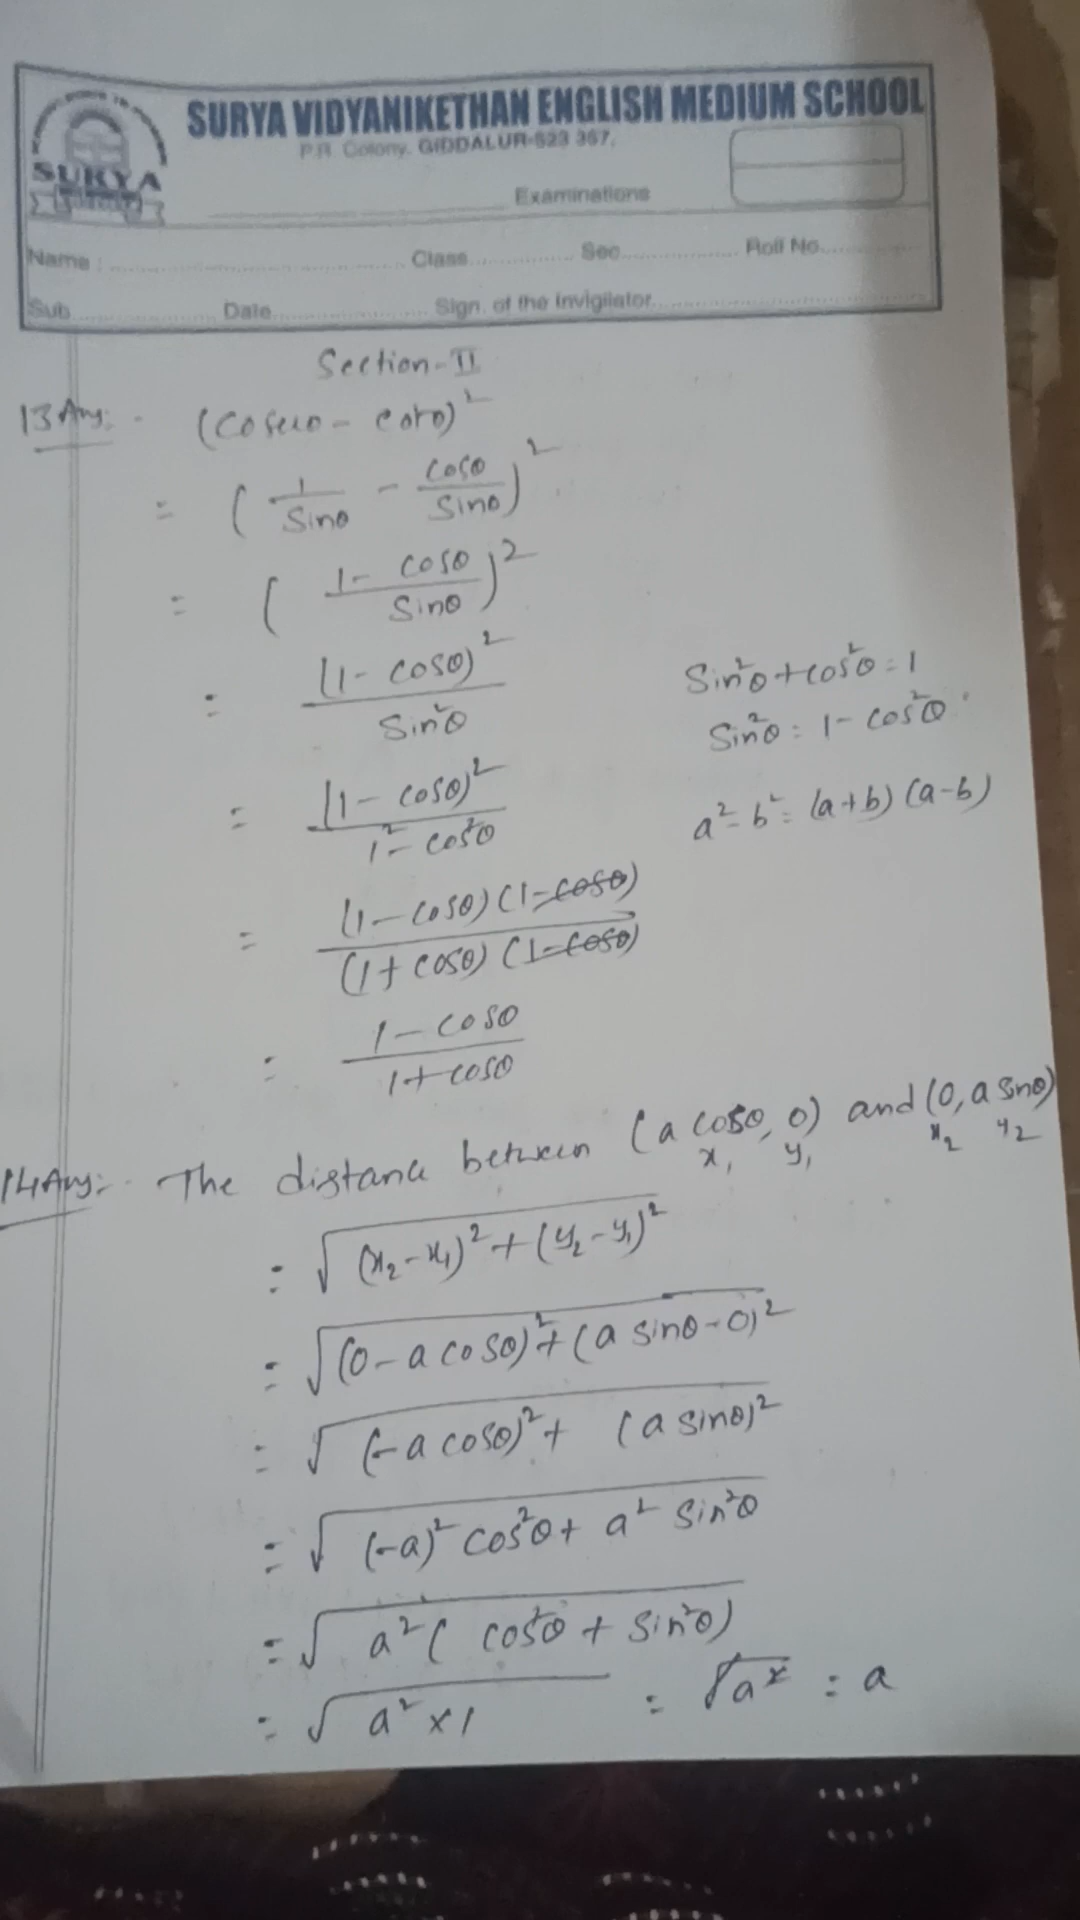 SURYA VIDYANIKETHAN ENGLISH MEDIUM SCHOOL
P.R. Colony, GIDDALUR-523 357.
SURYA
Examinations
Name : Class Sec Roll No
Sub Date Sign. of the Invigilator
Section-II
13 Ans:- (Cosecθ - cotθ)²
= (1/Sinθ - Cosθ/Sinθ)²
= (1- cosθ/Sinθ)²
= (1- cosθ)²/Sin²θ
Sin²θ+cos²θ=1
Sin²θ = 1- cos²θ
= (1- cosθ)²/1²- cos²θ
a²-b² = (a+b) (a-b)
= (1-cosθ) (1-cosθ)/(1+cosθ) (1-cosθ)
= 1-cosθ/1+cosθ
14 Ans:- The distance between (a cosθ, 0) and (0, a sinθ)
x₁ y₁ x₂ y₂
= √(x₂-x₁)²+(y₂-y₁)²
= √(0-a cosθ)²+(a sinθ-0)²
= √(-a cosθ)²+ (a sinθ)²
= √(-a)² cos²θ+ a² sin²θ
= √a² ( cos²θ + sin²θ)
= √a²×1 = √a² = a